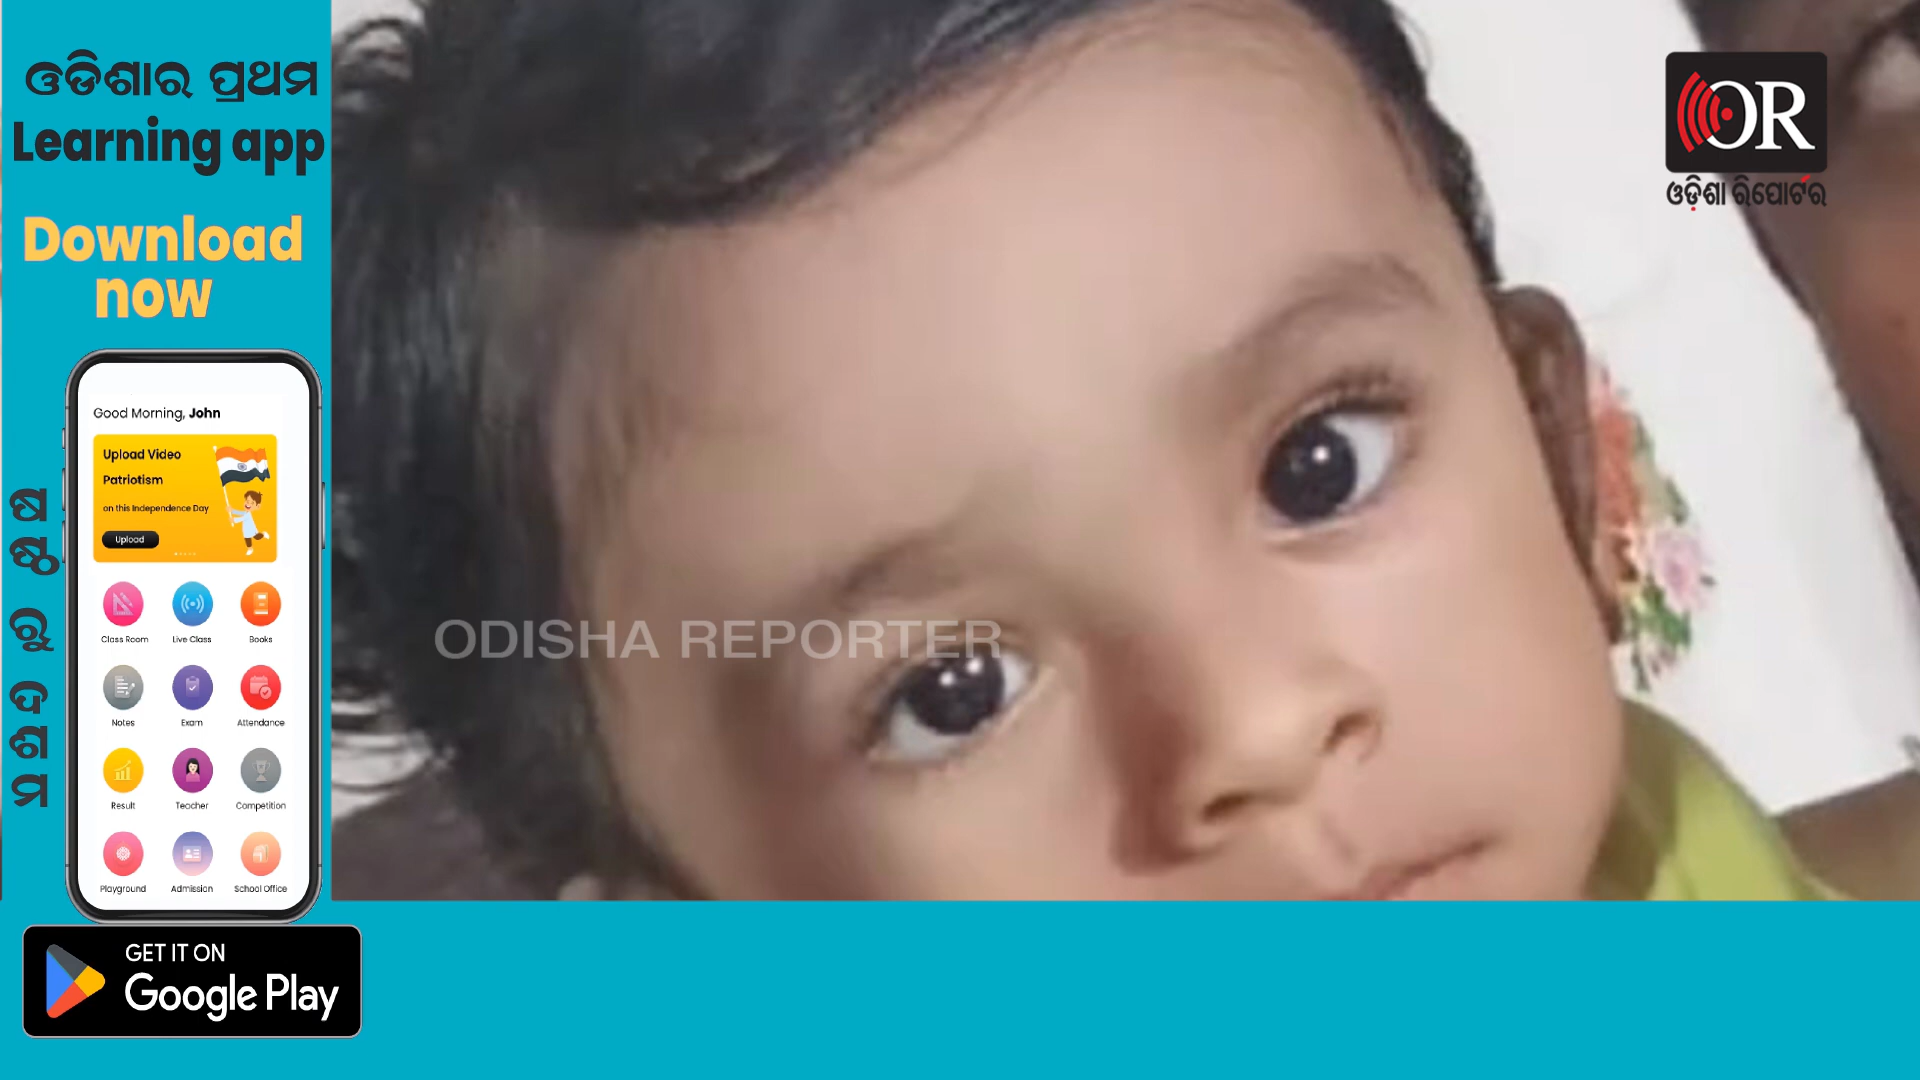 ଓଡିଶାର ପ୍ରଥମ
Learning app
Download
now
ଷ
ଷ୍ଠ
ରୁ
ଦ
ଶ
ମ
Good Morning, John
Upload Video
Patriotism
on this Independence Day
Upload
Class Room
Live Class
Books
Notes
Exam
Attendance
Result
Teacher
Competition
Playground
Admission
School Office
GET IT ON
Google Play
ODISHA REPORTER
OR
ଓଡ଼ିଶା ରିପୋର୍ଟର